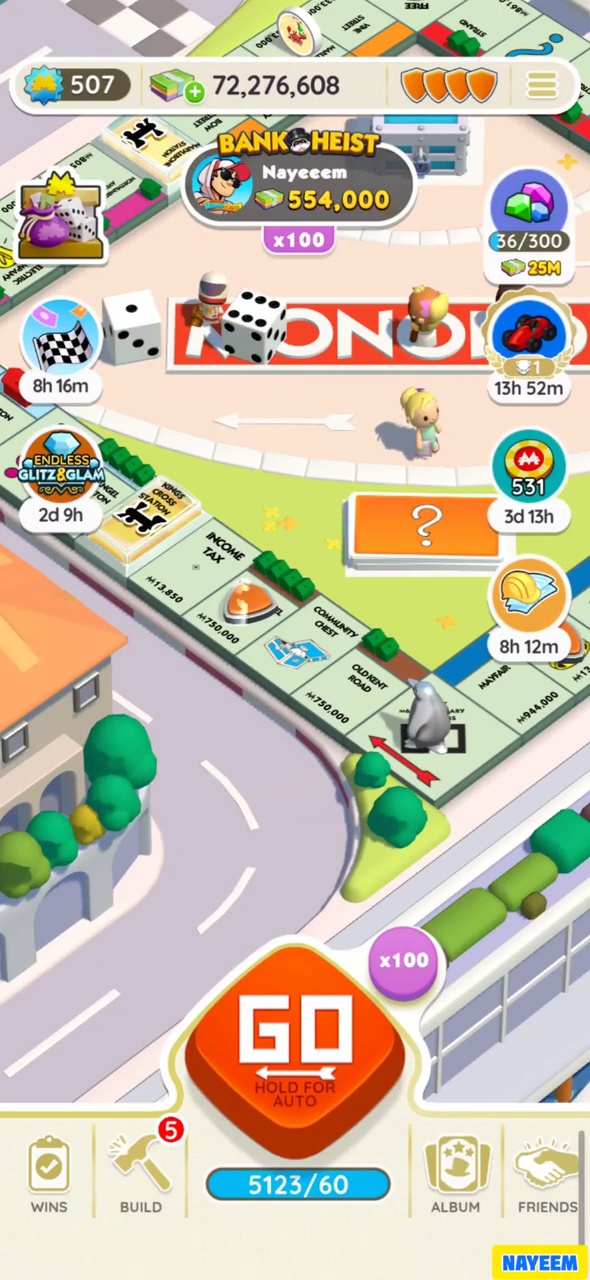 507
72,276,608
BANK HEIST
Nayeeem
554,000
x100
36/300
25M
MONO
1
8h 16m
13h 52m
ENDLESS
GLITZ&GLAM
2d 9h
531
3d 13h
8h 12m
KINGS
CROSS
STATION
INCOME
TAX
M13,850
M750,000
COMMUNITY
CHEST
?
OLD KENT
ROAD
M750,000
MAYFAIR
M944,000
x100
GO
HOLD FOR
AUTO
5
WINS
BUILD
5123/60
ALBUM
FRIENDS
NAYEEM